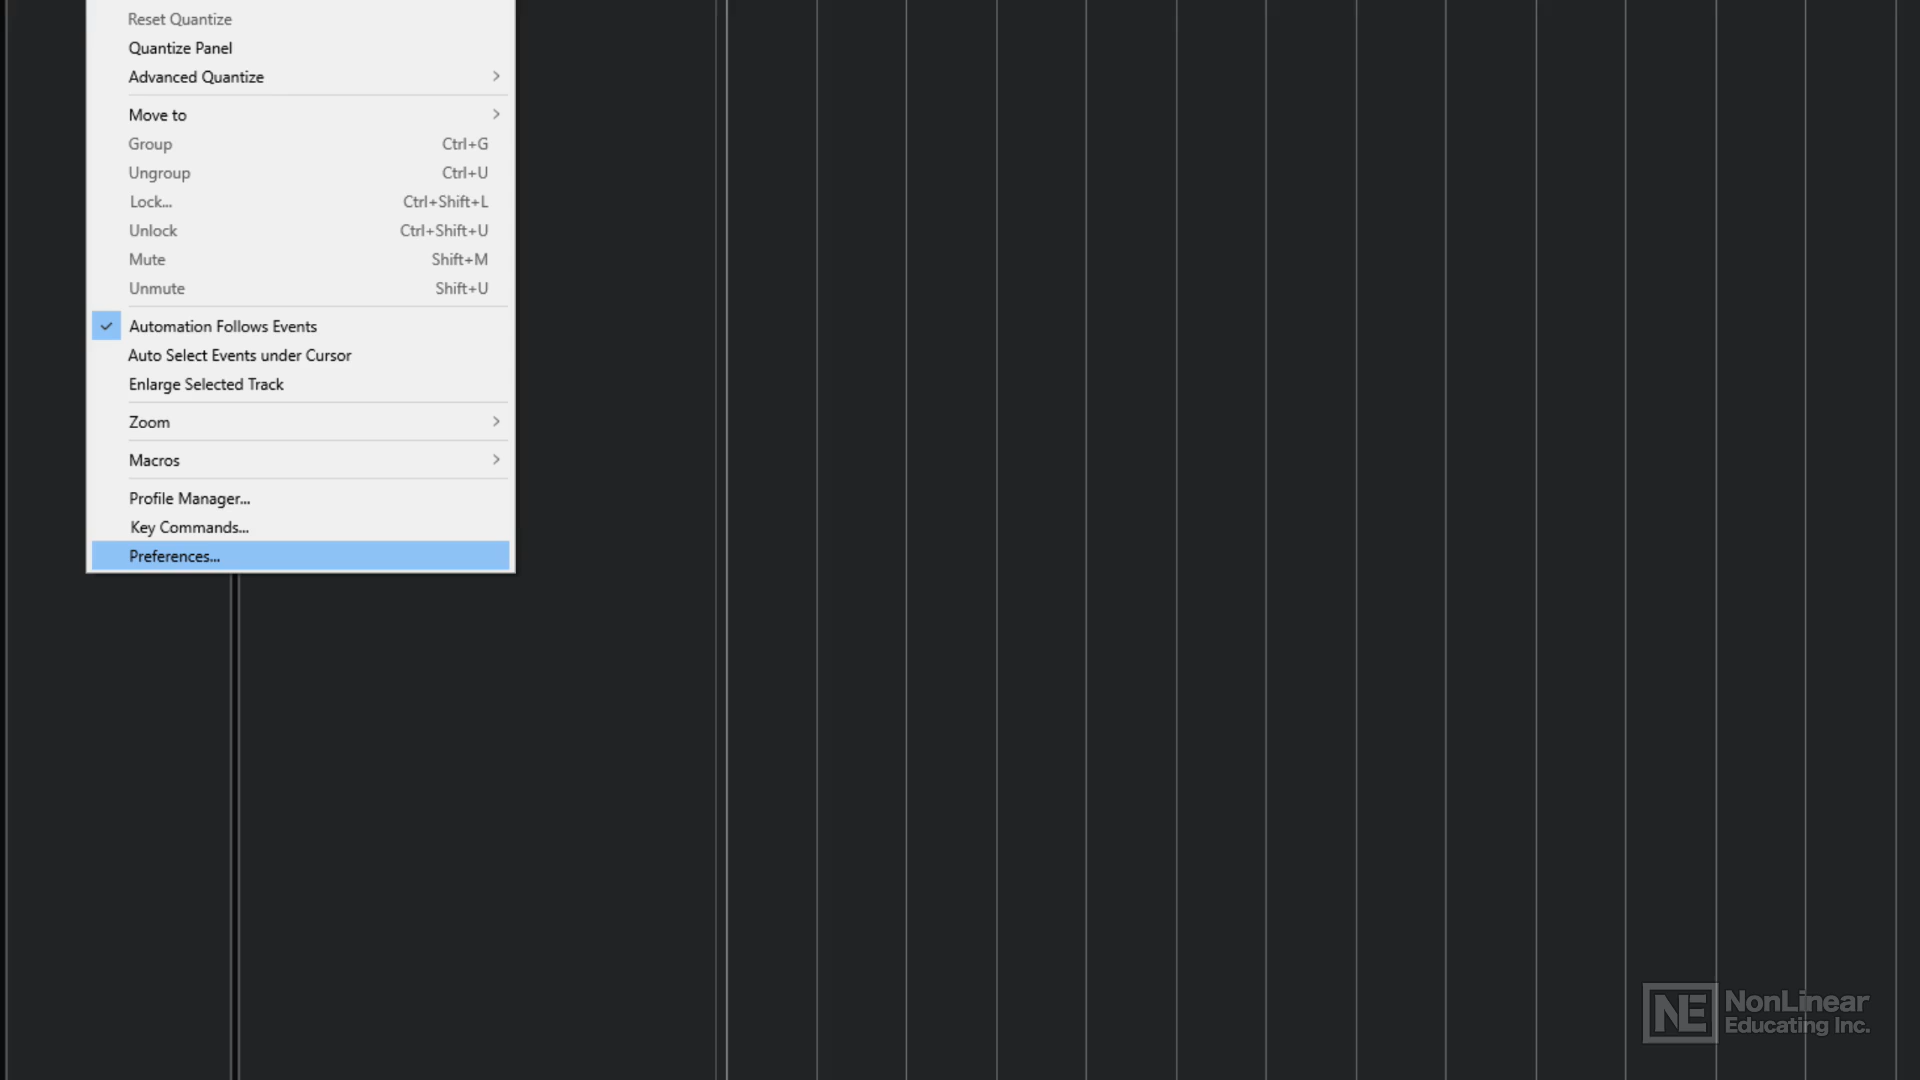 Reset Quantize
Quantize Panel
Advanced Quantize
Move to
Group Ctrl+G
Ungroup Ctrl+U
Lock... Ctrl+Shift+L
Unlock Ctrl+Shift+U
Mute Shift+M
Unmute Shift+U
Automation Follows Events
Auto Select Events under Cursor
Enlarge Selected Track
Zoom
Macros
Profile Manager...
Key Commands...
Preferences...
NE NonLinear
Educating Inc.